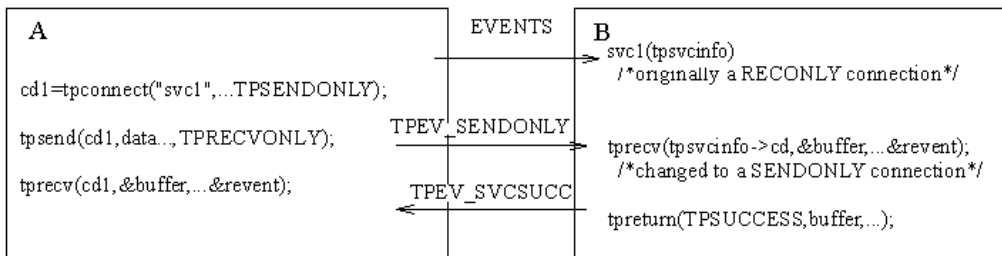 A
EVENTS
B
svc1(tpsvcinfo)
/*originally a RECONLY connection*/
cd1=tpconnect("svc1",...TPSENDONLY);
TPEV_SENDONLY
tpsend(cd1,data...,TPRECVONLY);
tprecv(tpsvcinfo->cd,&buffer,...&revent);
/*changed to a SENDONLY connection*/
tprecv(cd1,&buffer,...&revent);
TPEV_SVCSUCC
tpreturn(TPSUCCESS,buffer,...);